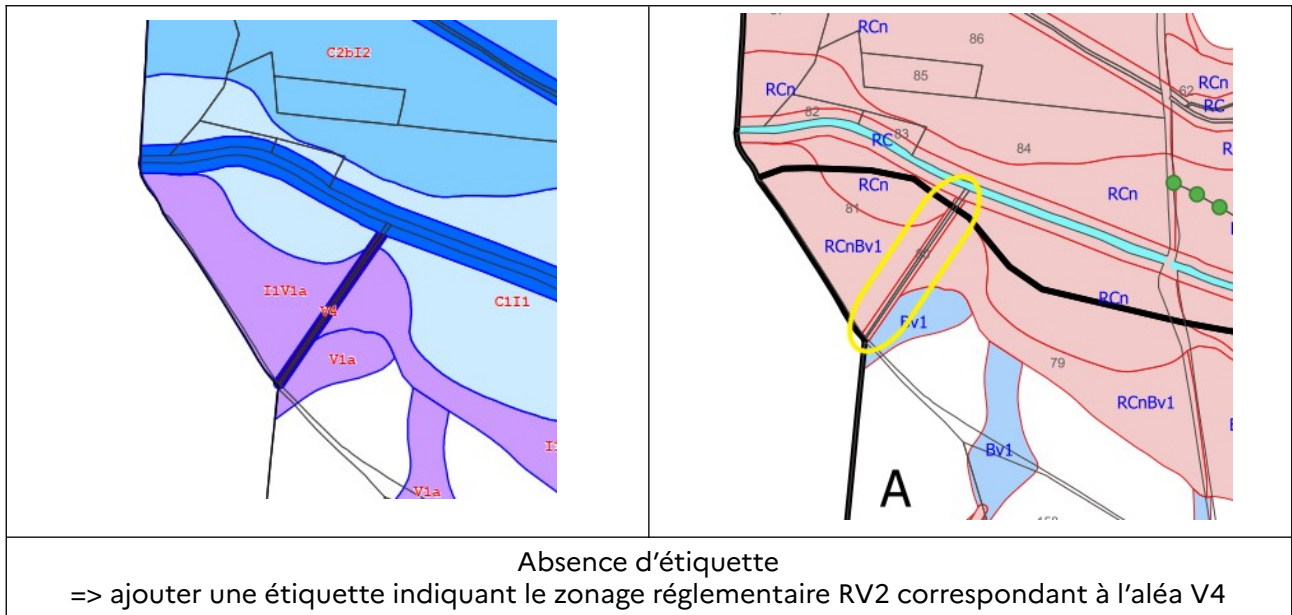 C2bI2
I1V1a
V4
C1I1
V1a
V1a
RCn
86
85
RCn
62
RCn
RC
82
83
RC
84
RCn
RCn
81
RCnBv1
RCn
Bv1
79
RCnBv1
Bv1
A
Absence d’étiquette
=> ajouter une étiquette indiquant le zonage réglementaire RV2 correspondant à l’aléa V4